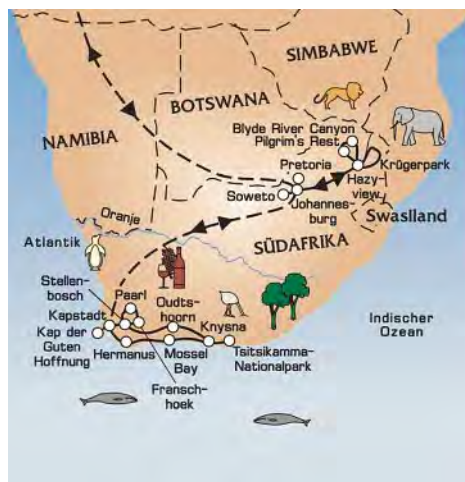 SIMBABWE
BOTSWANA
NAMIBIA
Blyde River Canyon
Pilgrim's Rest
Krügerpark
Pretoria
Hazy-
view
Soweto
Johannes-
burg
Swasiland
Oranje
SÜDAFRIKA
Atlantik
Stellen-
bosch
Paarl
Oudts-
hoorn
Kapstadt
Knysna
Indischer
Ozean
Kap der
Guten
Hoffnung
Hermanus
Mossel
Bay
Tsitsikamma-
Nationalpark
Fransch-
hoek